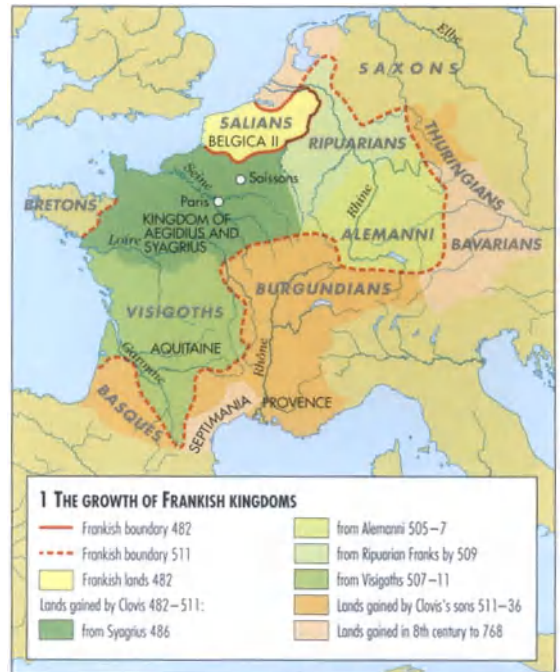 Elbe
SAXONS
SALIANS
BELGICA II
RIPUARIANS
THURINGIANS
Seine
Soissons
BRETONS
Paris
Rhine
KINGDOM OF
AEGIDIUS AND
SYAGRIUS
Loire
ALEMANNI
BAVARIANS
BURGUNDIANS
VISIGOTHS
AQUITAINE
Garonne
Rhône
BASQUES
SEPTIMANIA
PROVENCE
1 THE GROWTH OF FRANKISH KINGDOMS
Frankish boundary 482
Frankish boundary 511
Frankish lands 482
Lands gained by Clovis 482–511:
from Syagrius 486
from Alemanni 505–7
from Ripuarian Franks by 509
from Visigoths 507–11
Lands gained by Clovis's sons 511–36
Lands gained in 8th century to 768